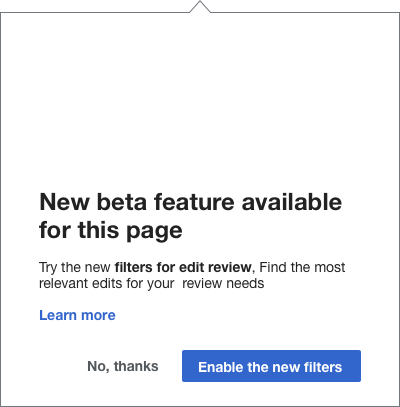 New beta feature available
for this page
Try the new filters for edit review, Find the most
relevant edits for your  review needs
Learn more
No, thanks
Enable the new filters